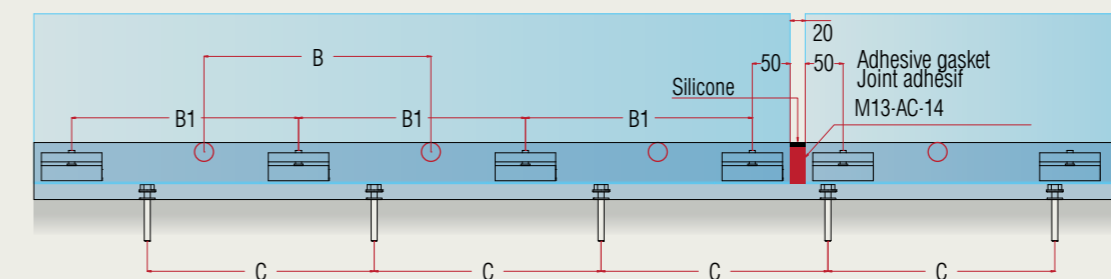 20
B
50
50
Adhesive gasket
Joint adhésif
Silicone
M13-AC-14
B1
B1
B1
C
C
C
C